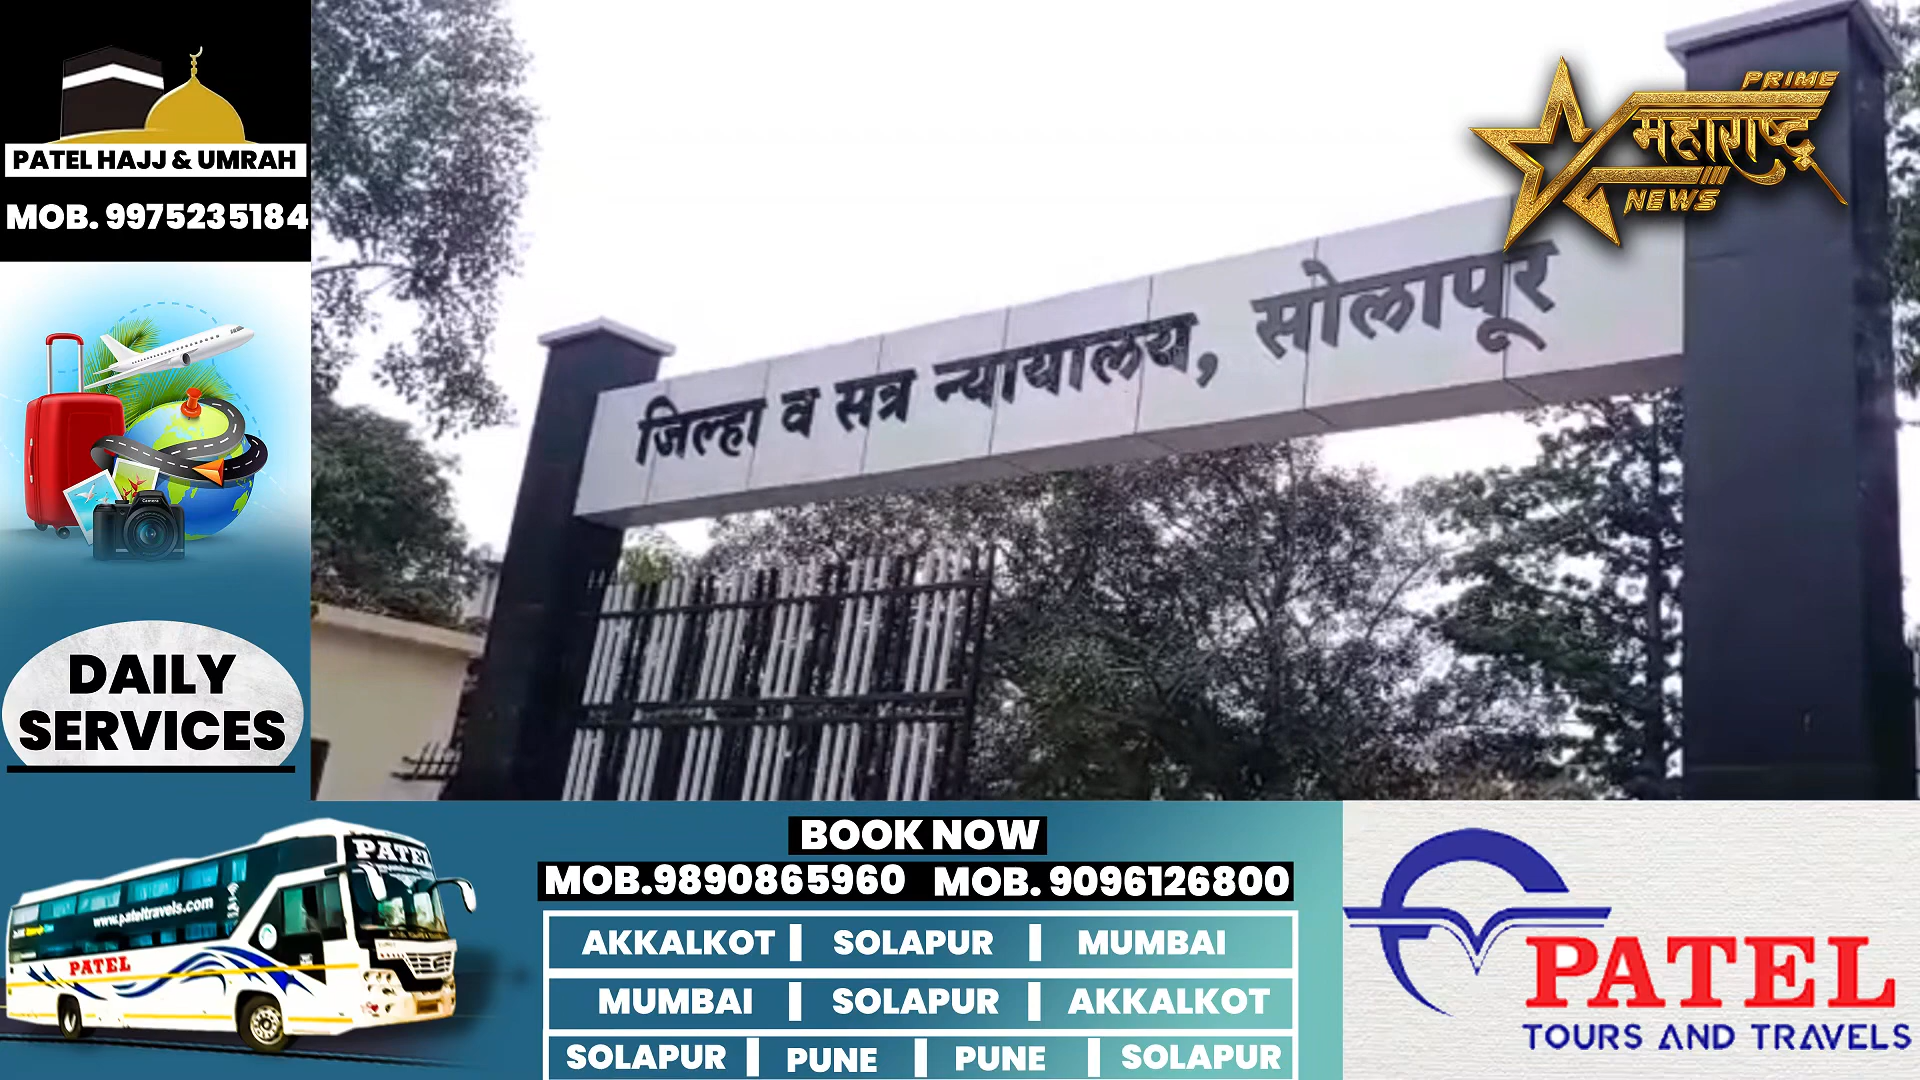 PATEL HAJJ & UMRAH
MOB. 9975235184
PRIME
महाराष्ट्र
NEWS
जिल्हा व सत्र न्यायालय, सोलापूर
DAILY
SERVICES
PATEL
www.pateltravels.com
PATEL
BOOK NOW
MOB.9890865960 MOB. 9096126800
AKKALKOT | SOLAPUR | MUMBAI
MUMBAI | SOLAPUR | AKKALKOT
SOLAPUR | PUNE | PUNE | SOLAPUR
PATEL
TOURS AND TRAVELS